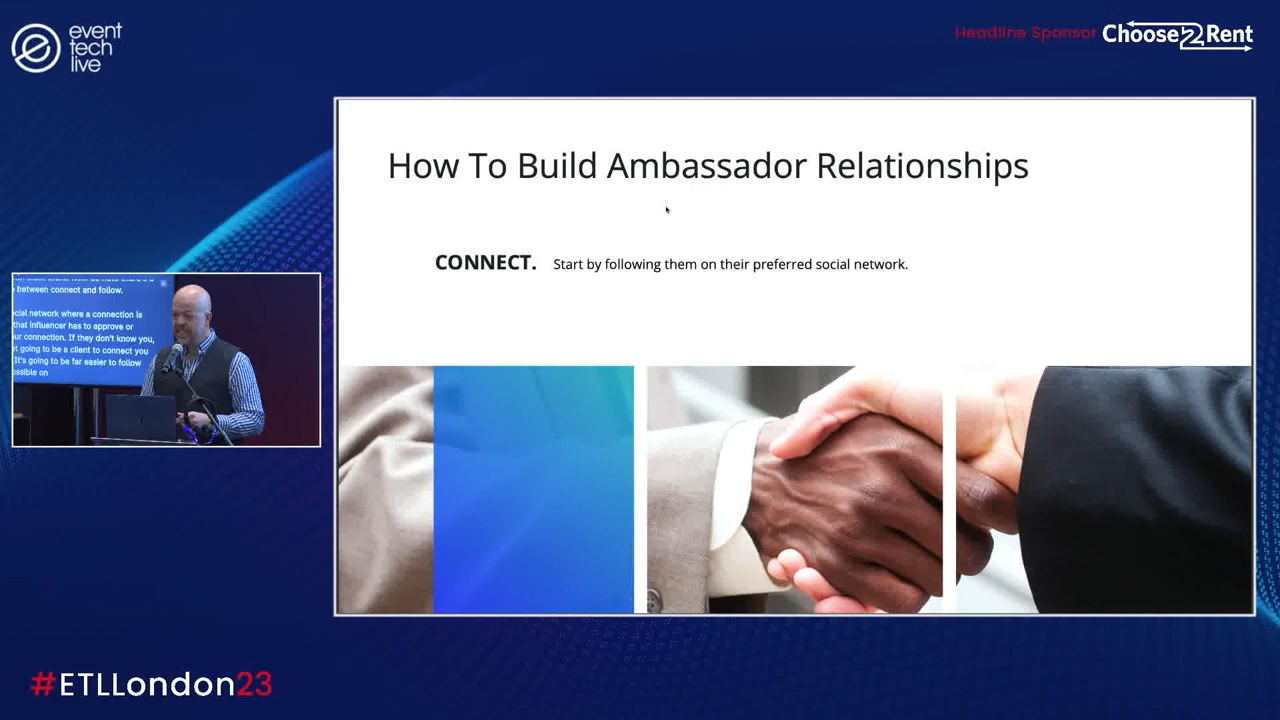 event
tech
live
Headline Sponsor Choose2Rent
How To Build Ambassador Relationships
CONNECT. Start by following them on their preferred social network.
between connect and follow.
cial network where a connection is
that influencer has to approve or
ur connection. If they don't know you,
t going to be a client to connect you
It's going to be far easier to follow
ossible on
#ETLLondon23